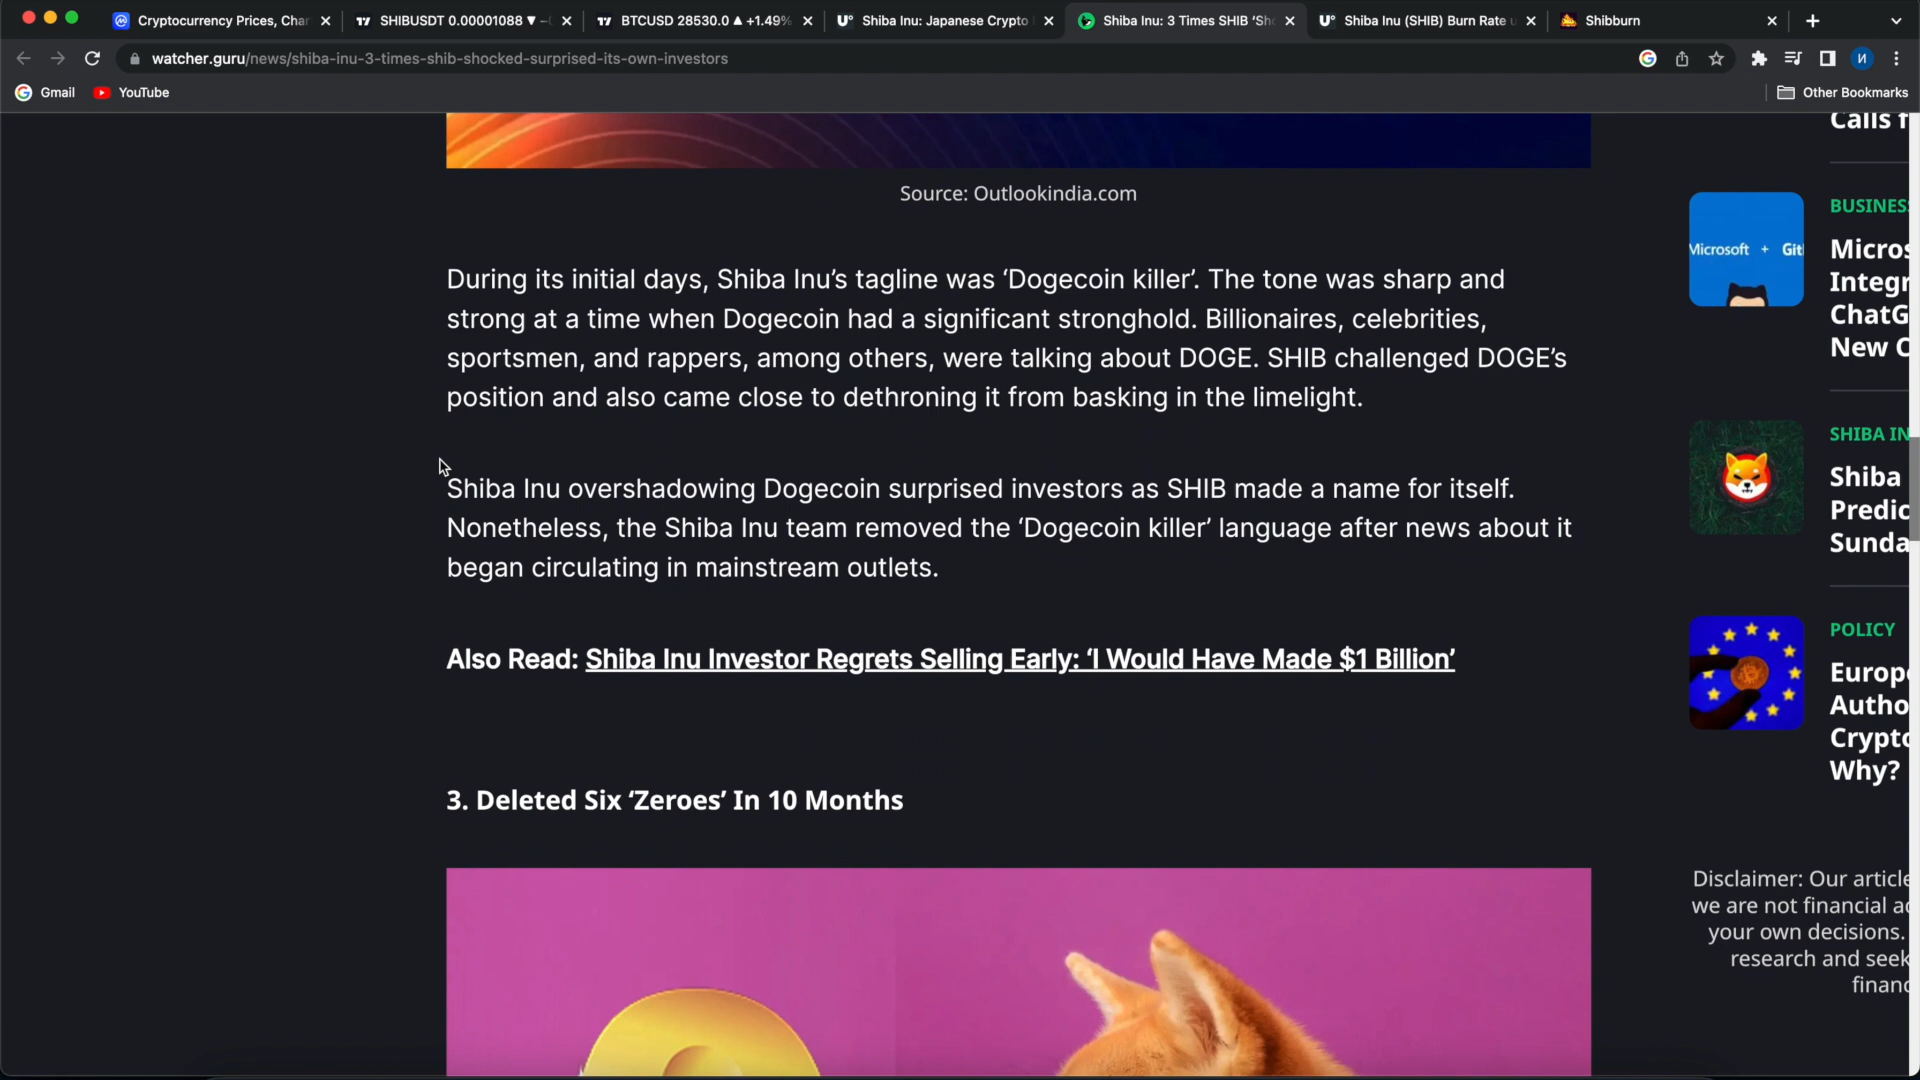 Cryptocurrency Prices, Char
SHIBUSDT 0.00001088 ▼ −
BTCUSD 28530.0 ▲ +1.49%
Shiba Inu: Japanese Crypto
Shiba Inu: 3 Times SHIB ‘Sh
Shiba Inu (SHIB) Burn Rate u
Shibburn
watcher.guru/news/shiba-inu-3-times-shib-shocked-surprised-its-own-investors
Gmail
YouTube
Other Bookmarks
Source: Outlookindia.com
During its initial days, Shiba Inu’s tagline was ‘Dogecoin killer’. The tone was sharp and
strong at a time when Dogecoin had a significant stronghold. Billionaires, celebrities,
sportsmen, and rappers, among others, were talking about DOGE. SHIB challenged DOGE’s
position and also came close to dethroning it from basking in the limelight.
Shiba Inu overshadowing Dogecoin surprised investors as SHIB made a name for itself.
Nonetheless, the Shiba Inu team removed the ‘Dogecoin killer’ language after news about it
began circulating in mainstream outlets.
Also Read: Shiba Inu Investor Regrets Selling Early: ‘I Would Have Made $1 Billion’
3. Deleted Six ‘Zeroes’ In 10 Months
Calls f
BUSINES
Microsoft + Git
Micros
Integr
ChatG
New C
SHIBA IN
Shiba
Predic
Sunda
POLICY
Europe
Autho
Crypto
Why?
Disclaimer: Our article
we are not financial ad
your own decisions.
research and seek
financ